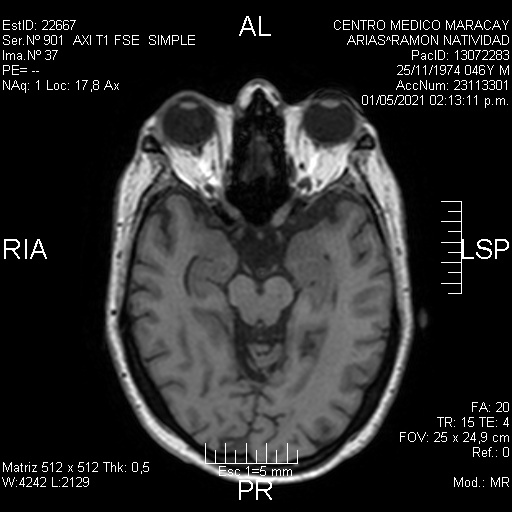 EstID: 22667
Ser.Nº 901 AXI T1 FSE SIMPLE
Ima.Nº 37
PE= --
NAq: 1 Loc: 17,8 Ax
AL
CENTRO MEDICO MARACAY
ARIAS^RAMON NATIVIDAD
PacID: 13072283
25/11/1974 046Y M
AccNum: 23113301
01/05/2021 02:13:11 p.m.
RIA
LSP
FA: 20
TR: 15 TE: 4
FOV: 25 x 24,9 cm
Ref.: 0
Mod.: MR
Matriz 512 x 512 Thk: 0,5
W:4242 L:2129
Esc 1=5 mm
PR